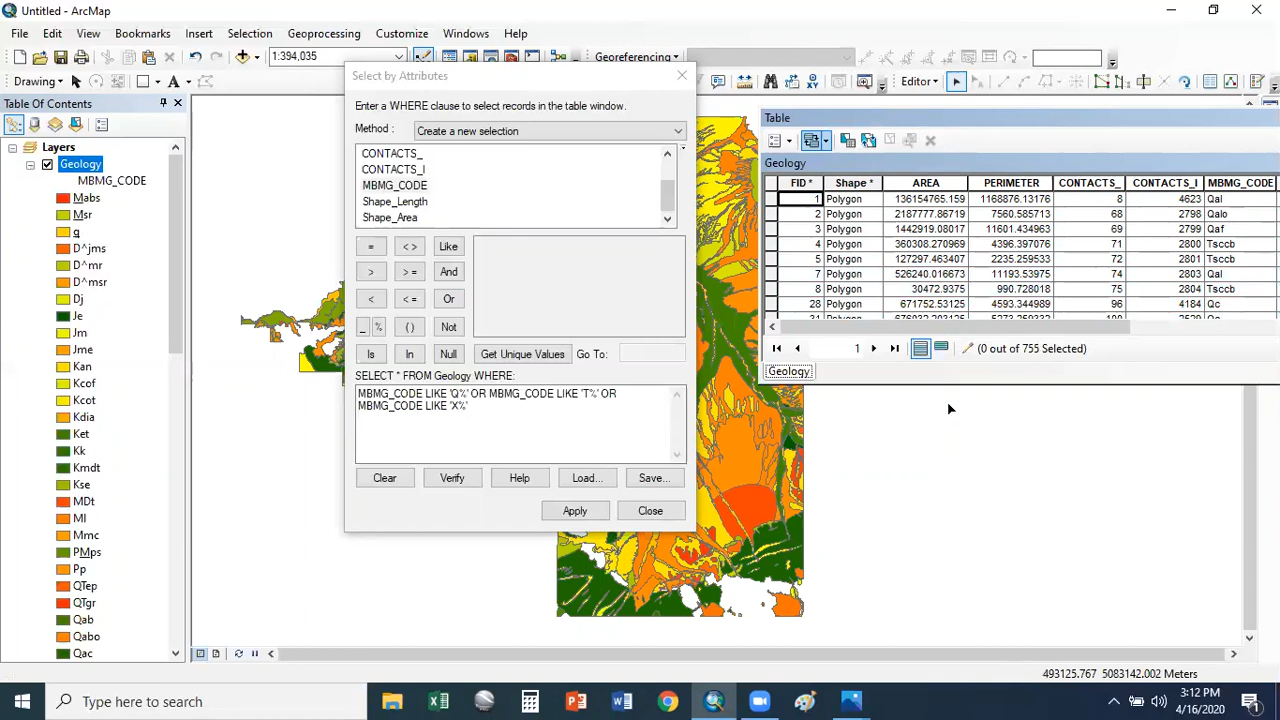 Untitled - ArcMap
File Edit View Bookmarks Insert Selection Geoprocessing Customize Windows Help
1:394,035
Georeferencing
Drawing
Editor
Table Of Contents
Layers
Geology
MBMG_CODE
Mabs
Msr
q
D^jms
D^mr
D^msr
Dj
Je
Jm
Jme
Kan
Kcof
Kcot
Kdia
Ket
Kk
Kmdt
Kse
MDt
Ml
Mmc
PMps
Pp
QTep
QTgr
Qab
Qabo
Qac
Select by Attributes
Enter a WHERE clause to select records in the table window.
Method : Create a new selection
CONTACTS_
CONTACTS_I
MBMG_CODE
Shape_Length
Shape_Area
= < > Like
> > = And
< < = Or
_ % ( ) Not
Is In Null Get Unique Values Go To:
SELECT * FROM Geology WHERE:
MBMG_CODE LIKE 'Q%' OR MBMG_CODE LIKE 'T%' OR
MBMG_CODE LIKE 'X%'
Clear Verify Help Load... Save...
Apply Close
Table
Geology
FID * Shape * AREA PERIMETER CONTACTS_ CONTACTS_I MBMG_CODE
1 Polygon 136154765.159 1168876.13176 8 4623 Qal
2 Polygon 2187777.86719 7560.585713 68 2798 Qalo
3 Polygon 1442919.08017 11601.434963 69 2799 Qaf
4 Polygon 360308.270969 4396.397076 71 2800 Tsccb
5 Polygon 127297.463407 2235.259533 72 2801 Tsccb
7 Polygon 526240.016673 11193.53975 74 2803 Qal
8 Polygon 30472.9375 990.728018 75 2804 Tsccb
28 Polygon 671752.53125 4593.344989 96 4184 Qc
1 (0 out of 755 Selected)
Geology
493125.767 5083142.002 Meters
Type here to search
3:12 PM
4/16/2020
1